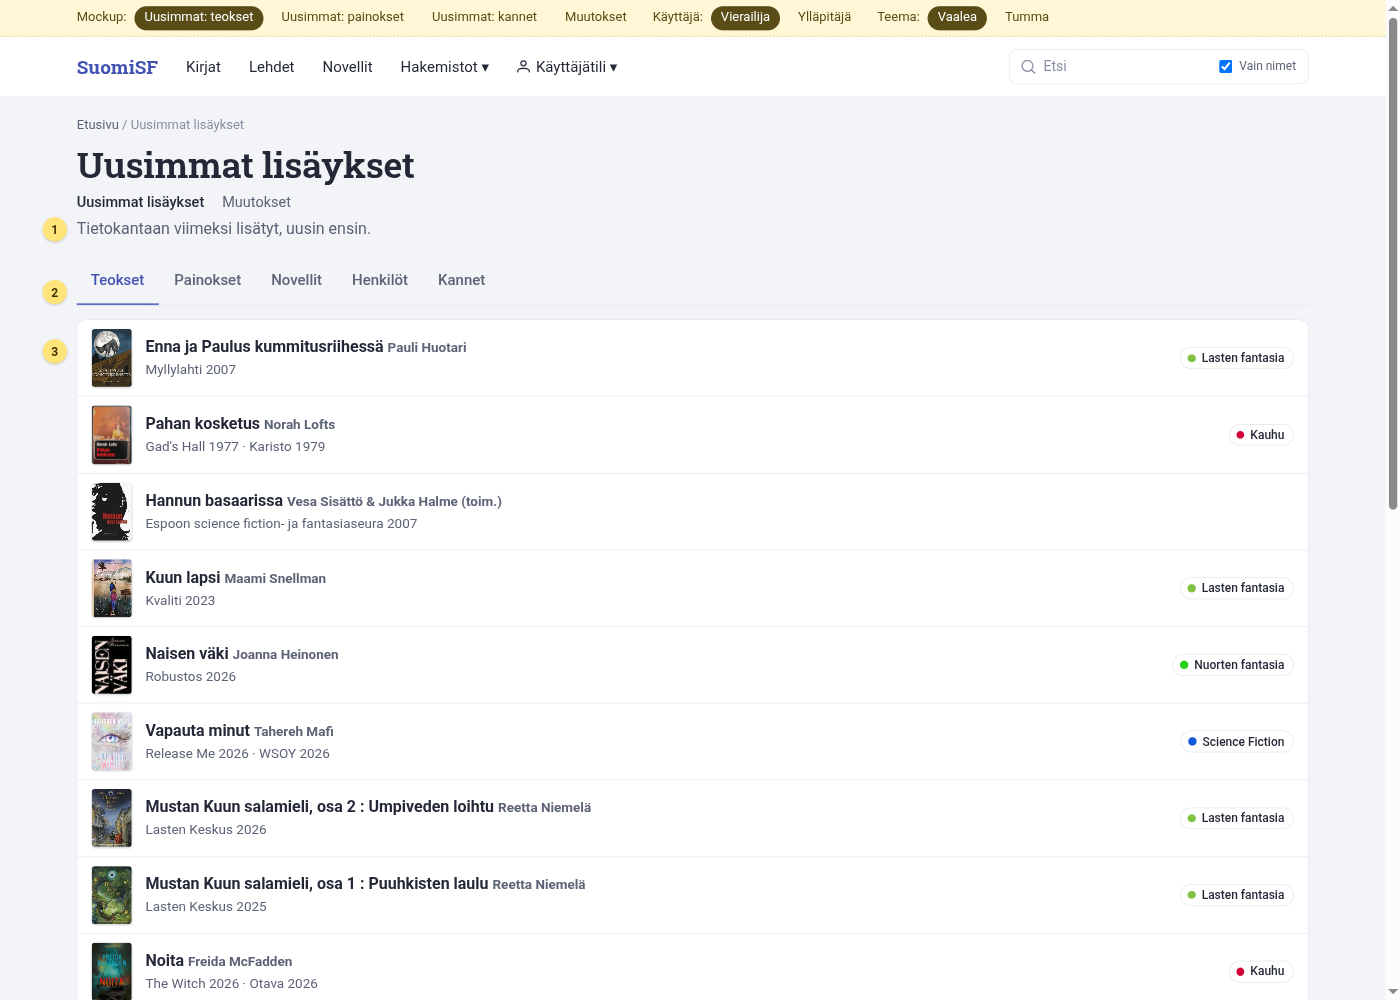 Mockup: Uusimmat: teokset Uusimmat: painokset Uusimmat: kannet Muutokset Käyttäjä: Vierailija Ylläpitäjä Teema: Vaalea Tumma
SuomiSF Kirjat Lehdet Novellit Hakemistot ▾ Käyttäjätili ▾ Etsi Vain nimet
Etusivu / Uusimmat lisäykset
Uusimmat lisäykset
Uusimmat lisäykset Muutokset
1 Tietokantaan viimeksi lisätyt, uusin ensin.
2 Teokset Painokset Novellit Henkilöt Kannet
3 Enna ja Paulus kummitusriihessä Pauli Huotari
Myllylahti 2007
Lasten fantasia
Pahan kosketus Norah Lofts
Gad's Hall 1977 · Karisto 1979
Kauhu
Hannun basaarissa Vesa Sisättö & Jukka Halme (toim.)
Espoon science fiction- ja fantasiaseura 2007
Kuun lapsi Maami Snellman
Kvaliti 2023
Lasten fantasia
NAISEN VÄKI
Naisen väki Joanna Heinonen
Robustos 2026
Nuorten fantasia
Vapauta minut Tahereh Mafi
Release Me 2026 · WSOY 2026
Science Fiction
Mustan Kuun salamieli, osa 2 : Umpiveden loihtu Reetta Niemelä
Lasten Keskus 2026
Lasten fantasia
Mustan Kuun salamieli, osa 1 : Puuhkisten laulu Reetta Niemelä
Lasten Keskus 2025
Lasten fantasia
NOITA
Noita Freida McFadden
The Witch 2026 · Otava 2026
Kauhu